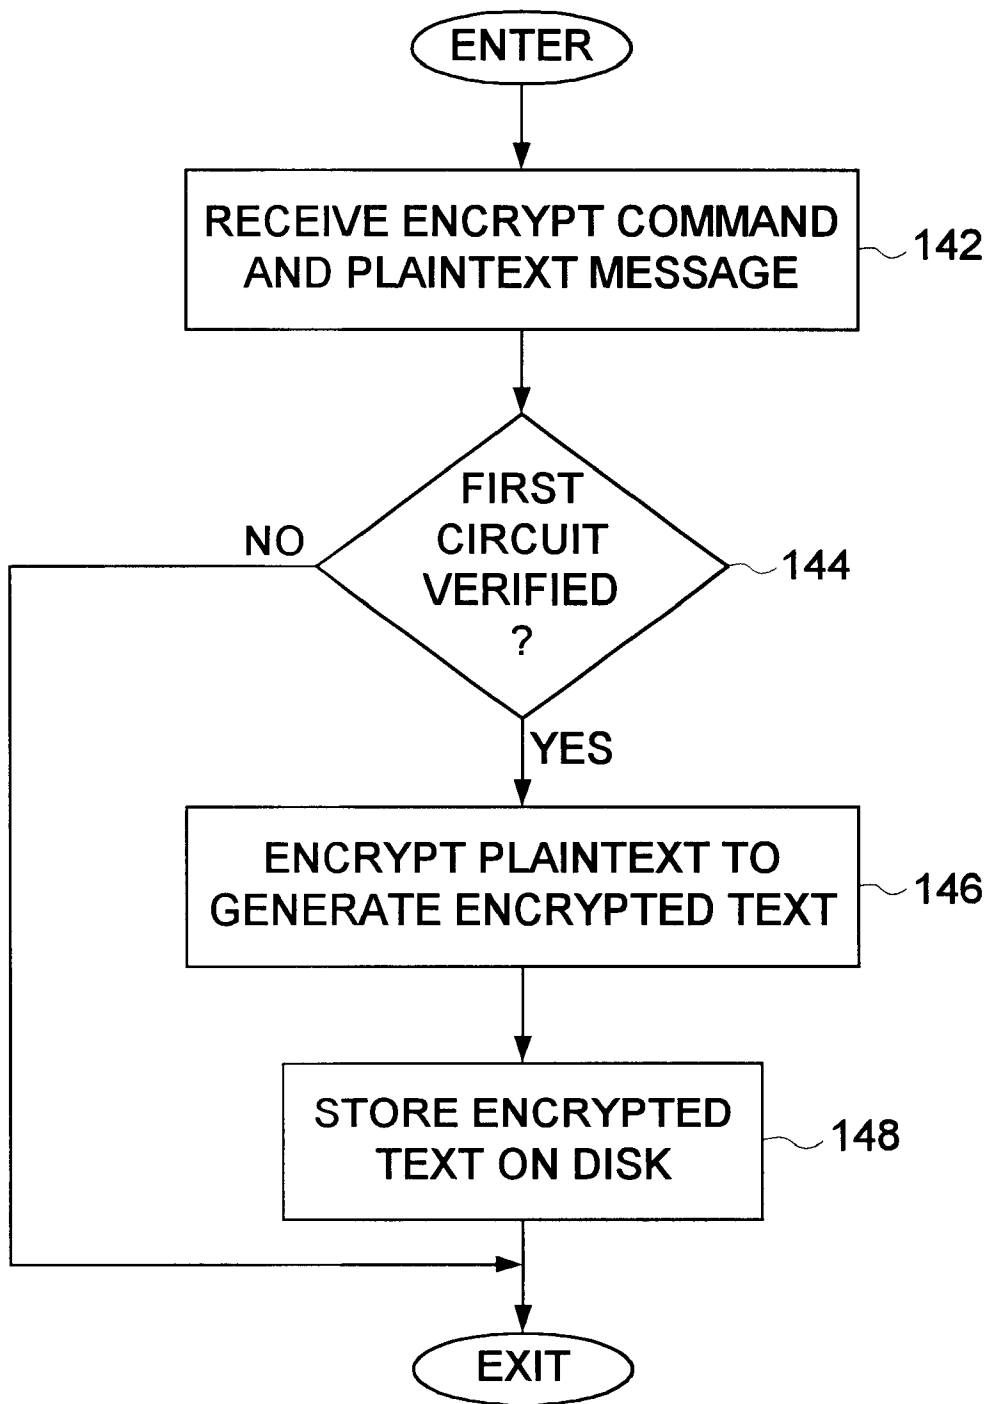 ENTER
RECEIVE ENCRYPT COMMAND
AND PLAINTEXT MESSAGE
142
FIRST
CIRCUIT
VERIFIED
?
NO
144
YES
ENCRYPT PLAINTEXT TO
GENERATE ENCRYPTED TEXT
146
STORE ENCRYPTED
TEXT ON DISK
148
EXIT